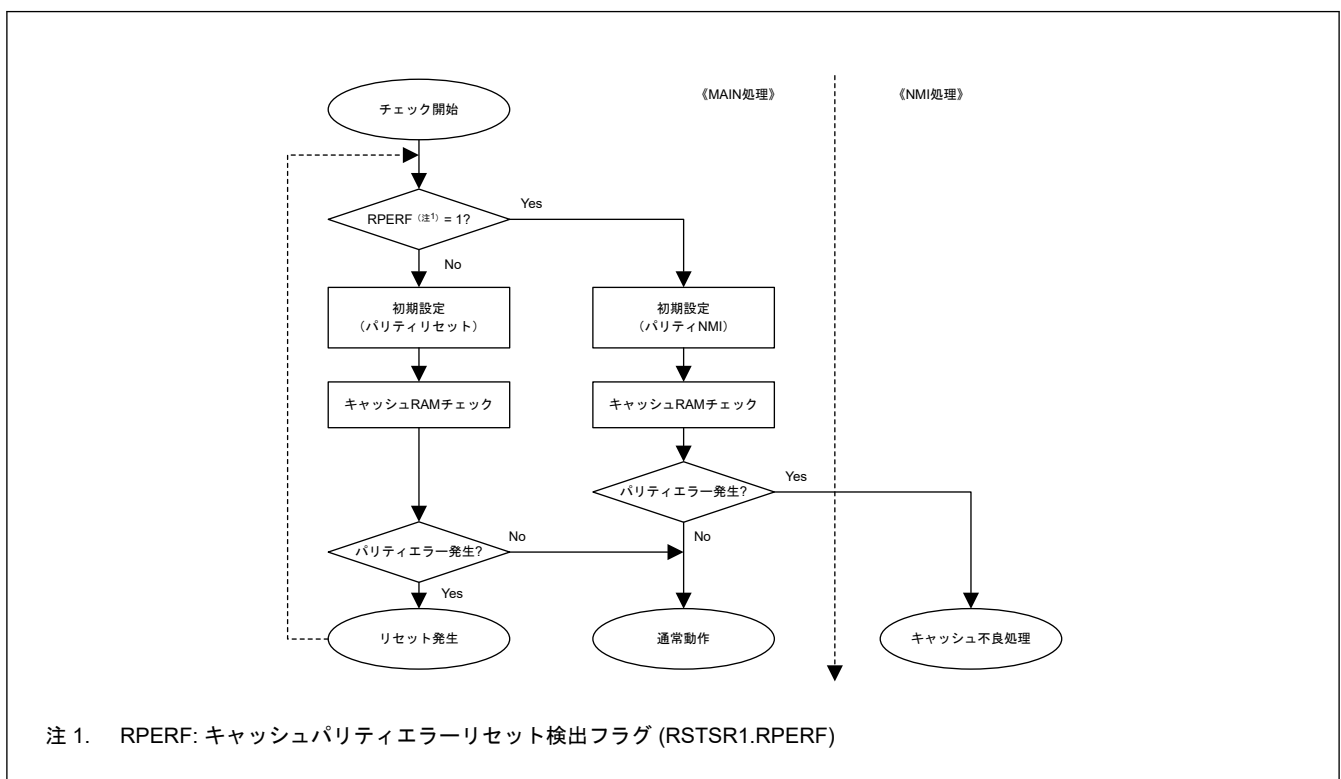 チェック開始
《MAIN処理》
《NMI処理》
RPERF（注1）= 1?
Yes
No
初期設定
（パリティリセット）
初期設定
（パリティNMI）
キャッシュRAMチェック
キャッシュRAMチェック
パリティエラー発生?
Yes
No
パリティエラー発生?
No
Yes
リセット発生
通常動作
キャッシュ不良処理
注 1. RPERF: キャッシュパリティエラーリセット検出フラグ (RSTSR1.RPERF)